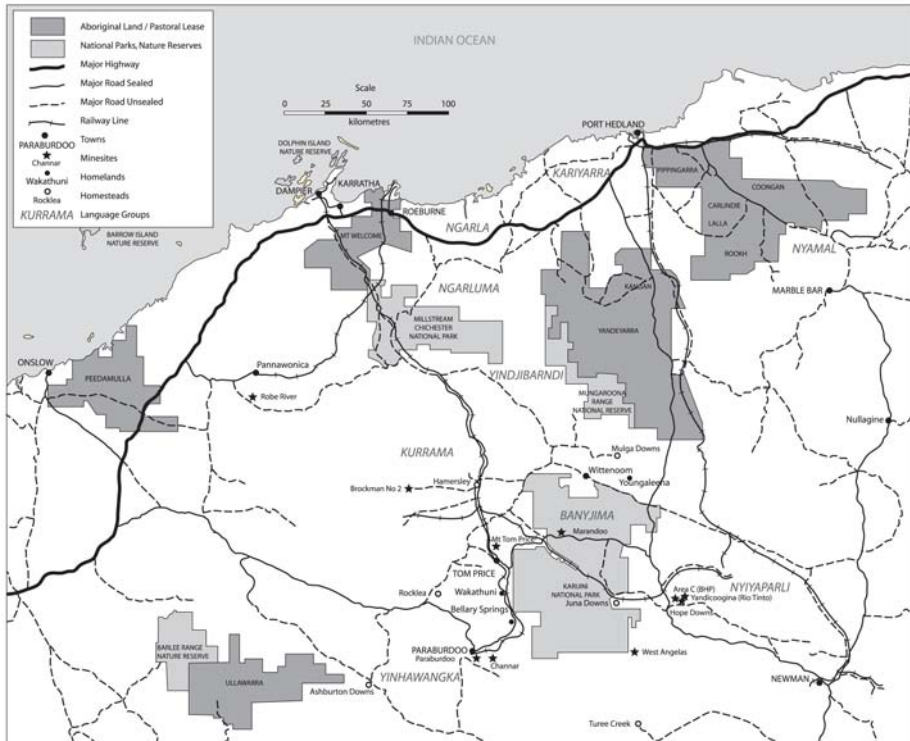 Aboriginal Land / Pastoral Lease
National Parks, Nature Reserves
Major Highway
Major Road Sealed
Major Road Unsealed
Railway Line
PARABURDOO
Towns
Channar
Minesites
Wakathuni
Homelands
Rocklea
Homesteads
KURRAMA
Language Groups
INDIAN OCEAN
Scale
0 25 50 75 100
kilometres
BARROW ISLAND
NATURE RESERVE
DOLPHIN ISLAND
NATURE RESERVE
DAMPIER
KARRATHA
ROEBURNE
MT WELCOME
PORT HEDLAND
KARIYARRA
PIPPINGARRA
COONGAN
CARLINDIE
LALLA
ROOKH
NYAMAL
NGARLA
NGARLUMA
MARBLE BAR
KANGAN
YANDEYARRA
MILLSTREAM
CHICHESTER
NATIONAL PARK
YINDJIBARNDI
MUNGAROONA
RANGE
NATIONAL RESERVE
ONSLOW
PEEDAMULLA
Pannawonica
Robe River
Nullagine
Mulga Downs
Wittenoom
Youngaleena
KURRAMA
Hamersley
Brockman No 2
BANYJIMA
Marandoo
Mt Tom Price
TOM PRICE
Wakathuni
Rocklea
Bellary Springs
KARIJINI
NATIONAL PARK
Juna Downs
NYIYAPARLI
Area C (BHP)
Yandicoogina (Rio Tinto)
Hope Downs
PARABURDOO
Paraburdoo
Channar
West Angelas
BARLEE RANGE
NATURE RESERVE
ULLAWARRA
YINHAWANGKA
Ashburton Downs
NEWMAN
Turee Creek